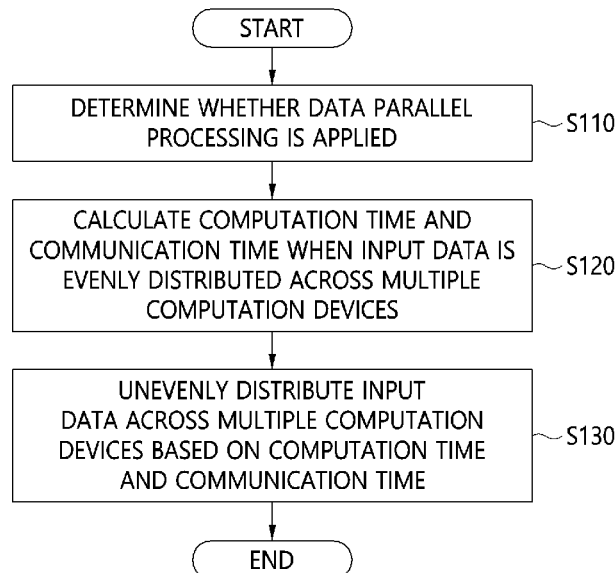 START
DETERMINE WHETHER DATA PARALLEL
PROCESSING IS APPLIED
S110
CALCULATE COMPUTATION TIME AND
COMMUNICATION TIME WHEN INPUT DATA IS
EVENLY DISTRIBUTED ACROSS MULTIPLE
COMPUTATION DEVICES
S120
UNEVENLY DISTRIBUTE INPUT
DATA ACROSS MULTIPLE COMPUTATION
DEVICES BASED ON COMPUTATION TIME
AND COMMUNICATION TIME
S130
END